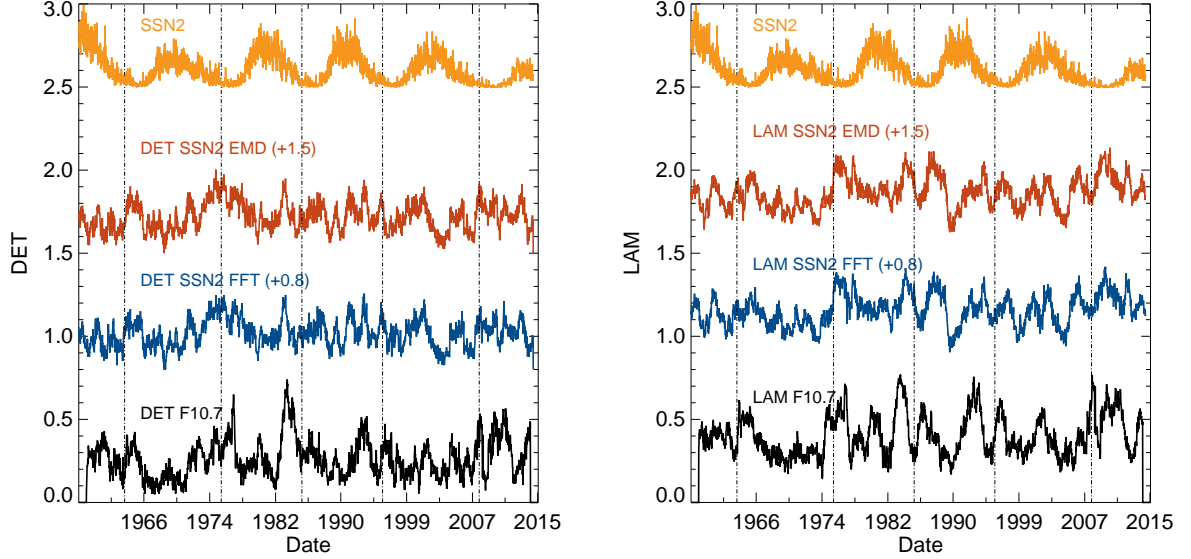 3.0
SSN2
2.5
DET SSN2 EMD (+1.5)
2.0
1.5
DET SSN2 FFT (+0.8)
1.0
DET F10.7
0.5
0.0
DET
1966 1974 1982 1990 1999 2007 2015
Date
3.0
SSN2
2.5
LAM SSN2 EMD (+1.5)
2.0
1.5
LAM SSN2 FFT (+0.8)
1.0
LAM F10.7
0.5
0.0
LAM
1966 1974 1982 1990 1999 2007 2015
Date